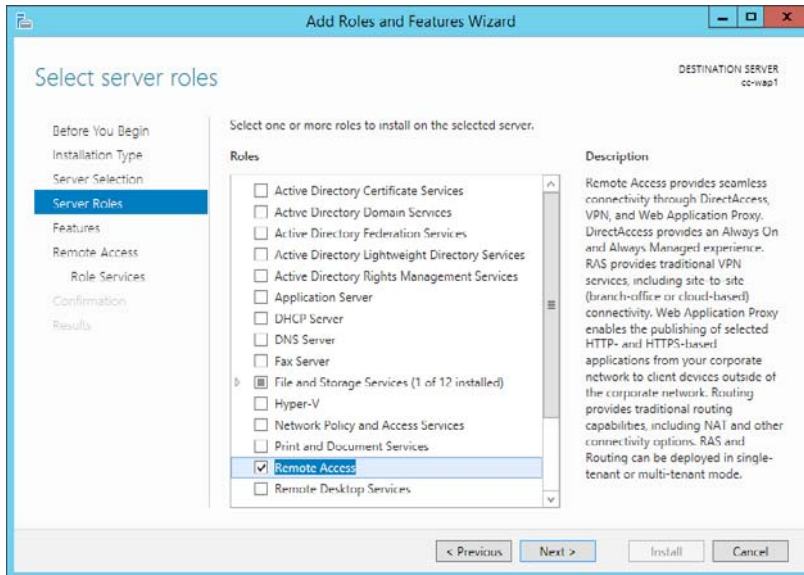 Add Roles and Features Wizard
Select server roles
DESTINATION SERVER
cc-wap1
Before You Begin
Installation Type
Server Selection
Server Roles
Features
Remote Access
Role Services
Confirmation
Results
Select one or more roles to install on the selected server.
Roles
Active Directory Certificate Services
Active Directory Domain Services
Active Directory Federation Services
Active Directory Lightweight Directory Services
Active Directory Rights Management Services
Application Server
DHCP Server
DNS Server
Fax Server
File and Storage Services (1 of 12 installed)
Hyper-V
Network Policy and Access Services
Print and Document Services
Remote Access
Remote Desktop Services
Description
Remote Access provides seamless
connectivity through DirectAccess,
VPN, and Web Application Proxy.
DirectAccess provides an Always On
and Always Managed experience.
RAS provides traditional VPN
services, including site-to-site
(branch-office or cloud-based)
connectivity. Web Application Proxy
enables the publishing of selected
HTTP- and HTTPS-based
applications from your corporate
network to client devices outside of
the corporate network. Routing
provides traditional routing
capabilities, including NAT and other
connectivity options. RAS and
Routing can be deployed in single-
tenant or multi-tenant mode.
< Previous
Next >
Install
Cancel